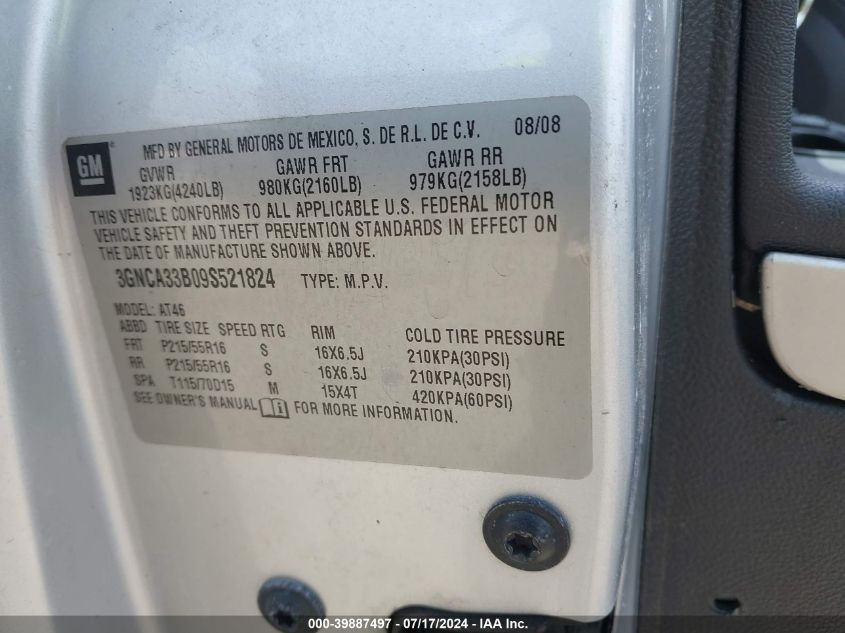 GM
MFD BY GENERAL MOTORS DE MEXICO, S. DE R.L. DE C.V. 08/08
GVWR GAWR FRT GAWR RR
1923KG(4240LB) 980KG(2160LB) 979KG(2158LB)
THIS VEHICLE CONFORMS TO ALL APPLICABLE U.S. FEDERAL MOTOR
VEHICLE SAFETY AND THEFT PREVENTION STANDARDS IN EFFECT ON
THE DATE OF MANUFACTURE SHOWN ABOVE.
3GNCA33B09S521824 TYPE: M.P.V.
MODEL: AT46
ABBD TIRE SIZE SPEED RTG RIM COLD TIRE PRESSURE
FRT P215/55R16 S 16X6.5J 210KPA(30PSI)
RR P215/55R16 S 16X6.5J 210KPA(30PSI)
SPA T115/70D15 M 15X4T 420KPA(60PSI)
SEE OWNER'S MANUAL FOR MORE INFORMATION.
000-39887497 - 07/17/2024 - IAA Inc.